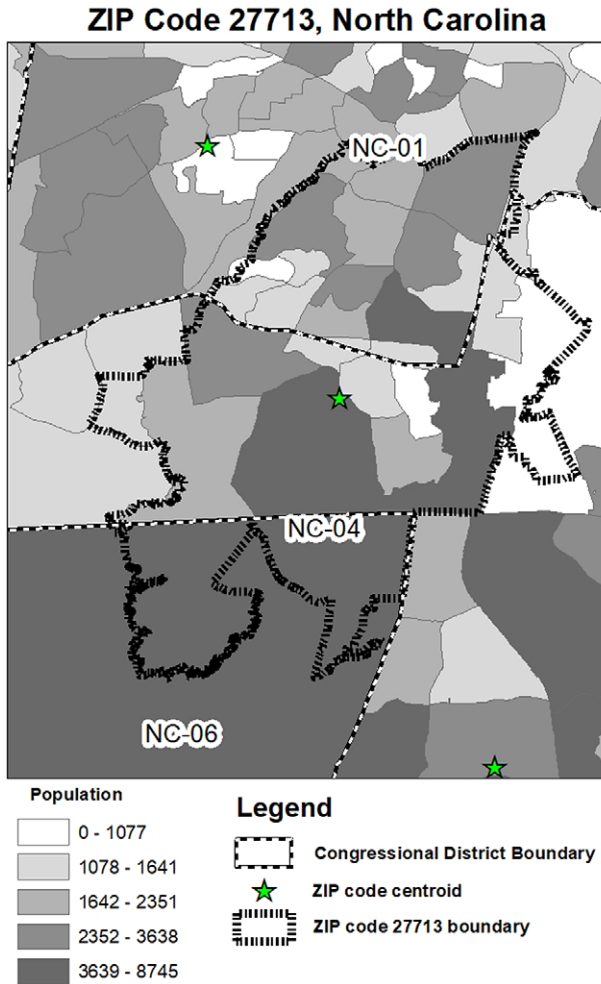 ZIP Code 27713, North Carolina
NC-01
NC-04
NC-06
Population
0 - 1077
1078 - 1641
1642 - 2351
2352 - 3638
3639 - 8745
Legend
Congressional District Boundary
ZIP code centroid
ZIP code 27713 boundary